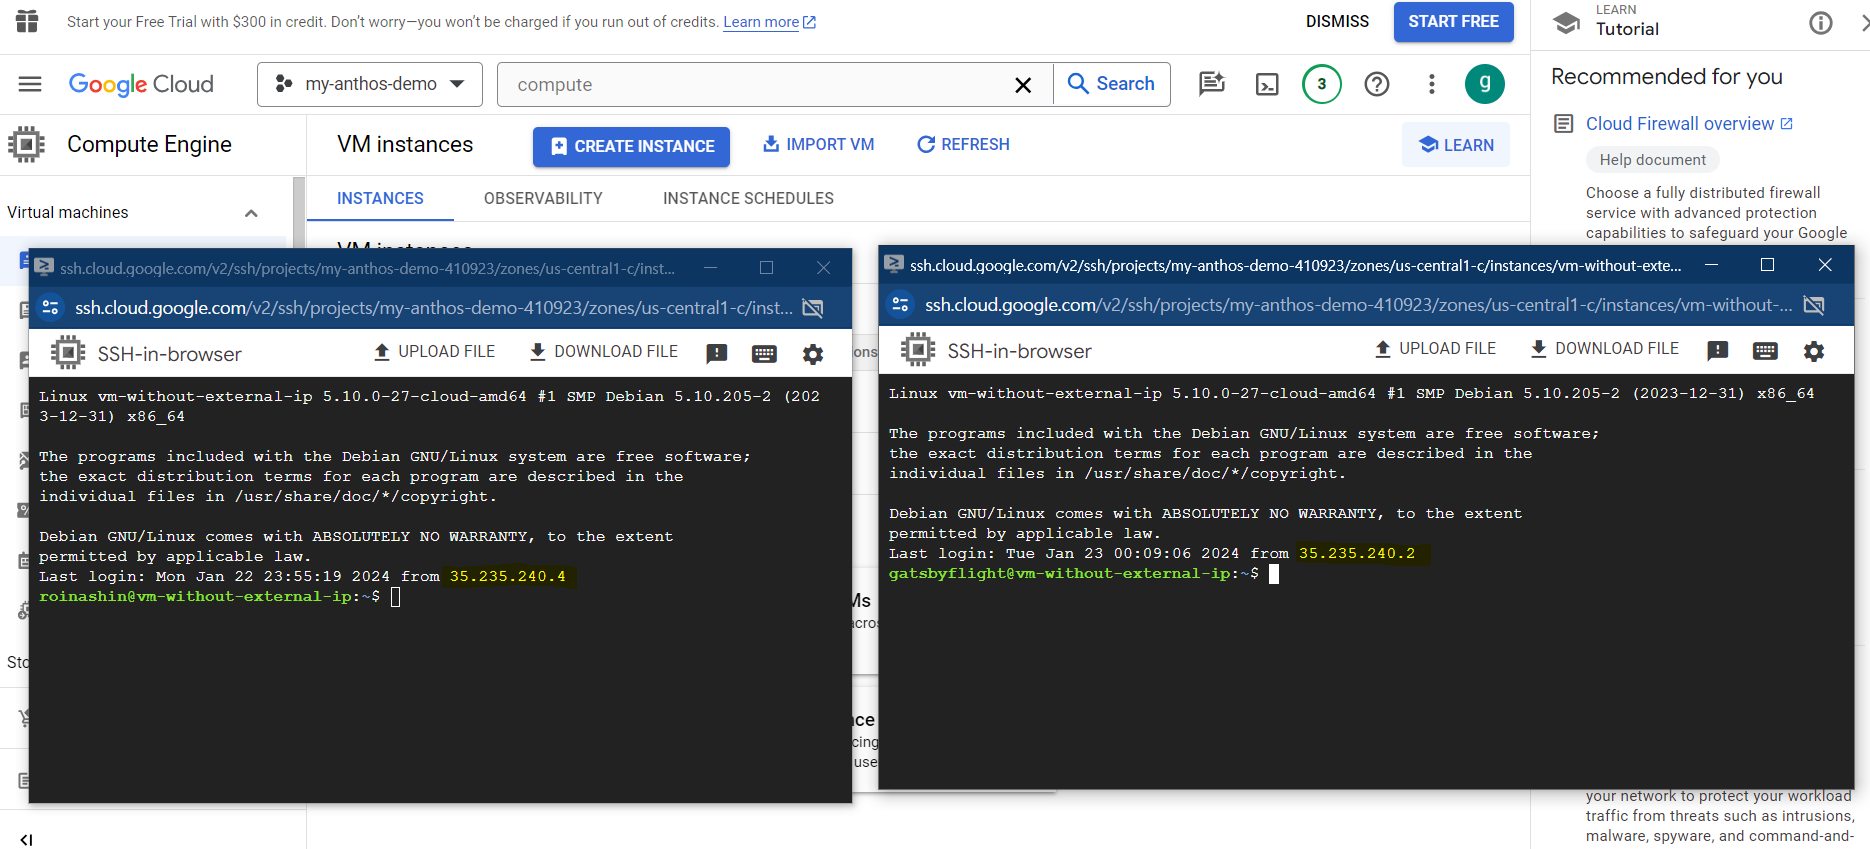 Start your Free Trial with $300 in credit. Don't worry—you won't be charged if you run out of credits. Learn more
DISMISS
START FREE
LEARN
Tutorial
Google Cloud
my-anthos-demo
compute
Search
3
g
Recommended for you
Compute Engine
VM instances
CREATE INSTANCE
IMPORT VM
REFRESH
LEARN
Cloud Firewall overview
Help document
Virtual machines
INSTANCES
OBSERVABILITY
INSTANCE SCHEDULES
Choose a fully distributed firewall
service with advanced protection
capabilities to safeguard your Google
VM instances
ssh.cloud.google.com/v2/ssh/projects/my-anthos-demo-410923/zones/us-central1-c/inst...
ssh.cloud.google.com/v2/ssh/projects/my-anthos-demo-410923/zones/us-central1-c/inst...
SSH-in-browser
UPLOAD FILE
DOWNLOAD FILE
Linux vm-without-external-ip 5.10.0-27-cloud-amd64 #1 SMP Debian 5.10.205-2 (202
3-12-31) x86_64
The programs included with the Debian GNU/Linux system are free software;
the exact distribution terms for each program are described in the
individual files in /usr/share/doc/*/copyright.
Debian GNU/Linux comes with ABSOLUTELY NO WARRANTY, to the extent
permitted by applicable law.
Last login: Mon Jan 22 23:55:19 2024 from 35.235.240.4
roinashin@vm-without-external-ip:~$
ssh.cloud.google.com/v2/ssh/projects/my-anthos-demo-410923/zones/us-central1-c/instances/vm-without-exte...
ssh.cloud.google.com/v2/ssh/projects/my-anthos-demo-410923/zones/us-central1-c/instances/vm-without-...
SSH-in-browser
UPLOAD FILE
DOWNLOAD FILE
Linux vm-without-external-ip 5.10.0-27-cloud-amd64 #1 SMP Debian 5.10.205-2 (2023-12-31) x86_64
The programs included with the Debian GNU/Linux system are free software;
the exact distribution terms for each program are described in the
individual files in /usr/share/doc/*/copyright.
Debian GNU/Linux comes with ABSOLUTELY NO WARRANTY, to the extent
permitted by applicable law.
Last login: Tue Jan 23 00:09:06 2024 from 35.235.240.2
gatsbyflight@vm-without-external-ip:~$
ions
Ms
acros
Sto
nce
cing
use
your network to protect your workload
traffic from threats such as intrusions,
malware, spyware, and command-and-